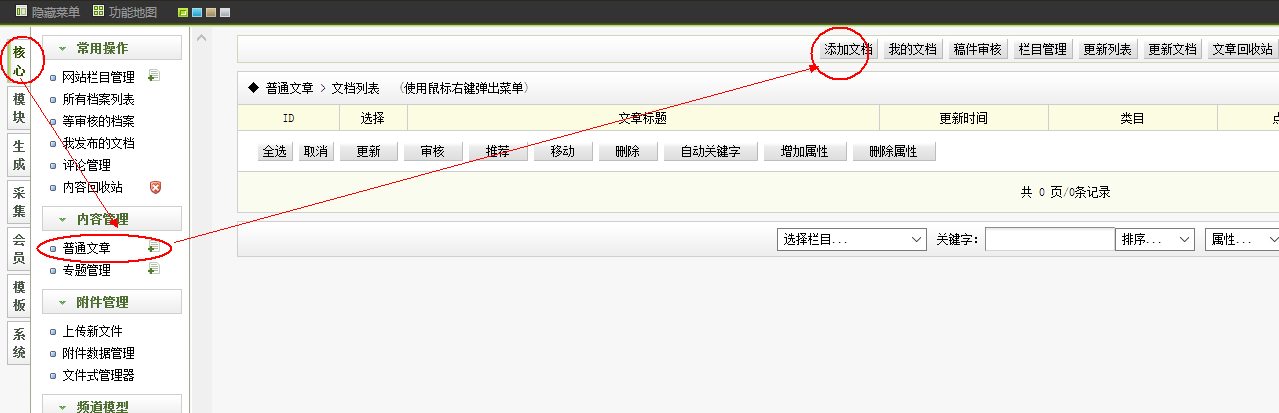 隐藏菜单 功能地图
核心
模块
生成
采集
会员
模板
系统
常用操作
网站栏目管理
所有档案列表
等审核的档案
我发布的文档
评论管理
内容回收站
内容管理
普通文章
专题管理
附件管理
上传新文件
附件数据管理
文件式管理器
频道模型
添加文档 我的文档 稿件审核 栏目管理 更新列表 更新文档 文章回收站
◆ 普通文章 > 文档列表 （使用鼠标右键弹出菜单）
ID 选择 文章标题 更新时间 类目 点
全选 取消 更新 审核 推荐 移动 删除 自动关键字 增加属性 删除属性
共 0 页/0条记录
选择栏目... 关键字： 排序... 属性...